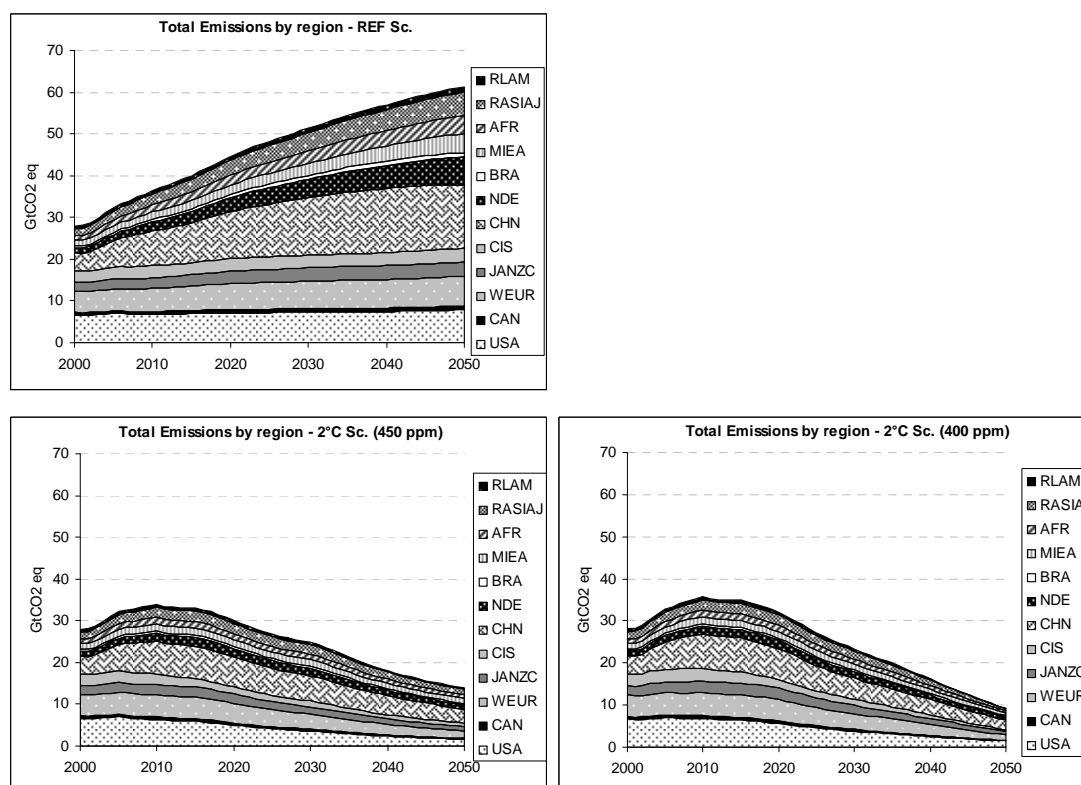 Total Emissions by region - REF Sc.
70
60
50
40
30
20
10
0
GtCO2 eq
2000 2010 2020 2030 2040 2050
RLAM
RASIAJ
AFR
MIEA
BRA
NDE
CHN
CIS
JANZC
WEUR
CAN
USA
Total Emissions by region - 2°C Sc. (450 ppm)
70
60
50
40
30
20
10
0
GtCO2 eq
2000 2010 2020 2030 2040 2050
RLAM
RASIAJ
AFR
MIEA
BRA
NDE
CHN
CIS
JANZC
WEUR
CAN
USA
Total Emissions by region - 2°C Sc. (400 ppm)
70
60
50
40
30
20
10
0
GtCO2 eq
2000 2010 2020 2030 2040 2050
RLAM
RASIAJ
AFR
MIEA
BRA
NDE
CHN
CIS
JANZC
WEUR
CAN
USA